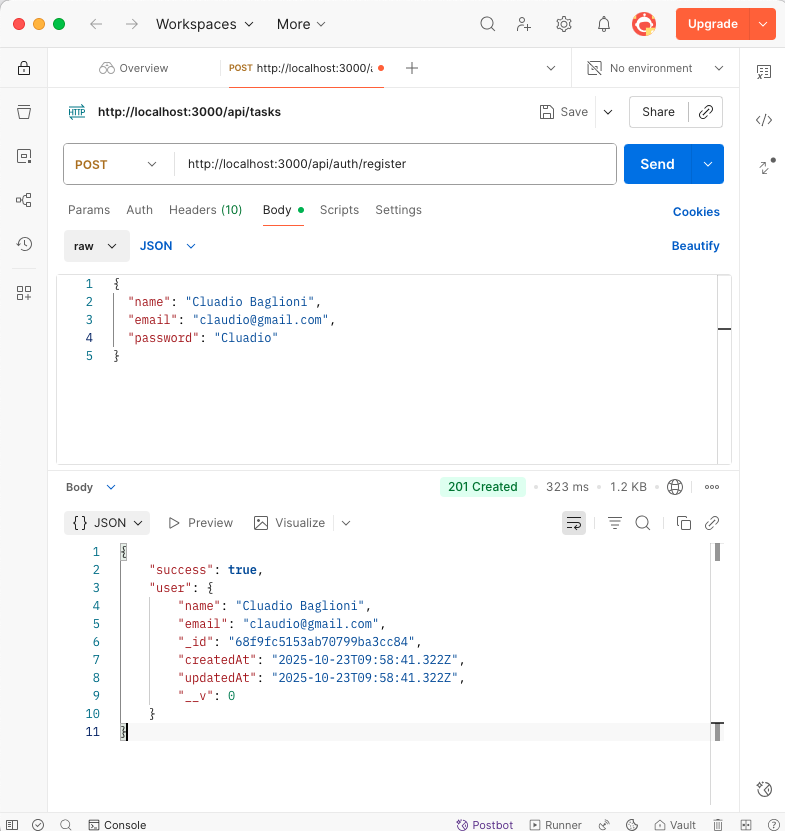 Workspaces More Upgrade
Overview POST http://localhost:3000/a No environment
HTTP http://localhost:3000/api/tasks Save Share
POST http://localhost:3000/api/auth/register Send
Params Auth Headers (10) Body Scripts Settings Cookies
raw JSON Beautify
1 {
2 "name": "Cluadio Baglioni",
3 "email": "claudio@gmail.com",
4 "password": "Cluadio"
5 }
Body 201 Created 323 ms 1.2 KB
{} JSON Preview Visualize
1 {
2 "success": true,
3 "user": {
4 "name": "Cluadio Baglioni",
5 "email": "claudio@gmail.com",
6 "_id": "68f9fc5153ab70799ba3cc84",
7 "createdAt": "2025-10-23T09:58:41.322Z",
8 "updatedAt": "2025-10-23T09:58:41.322Z",
9 "__v": 0
10 }
11 }
Console Postbot Runner Vault